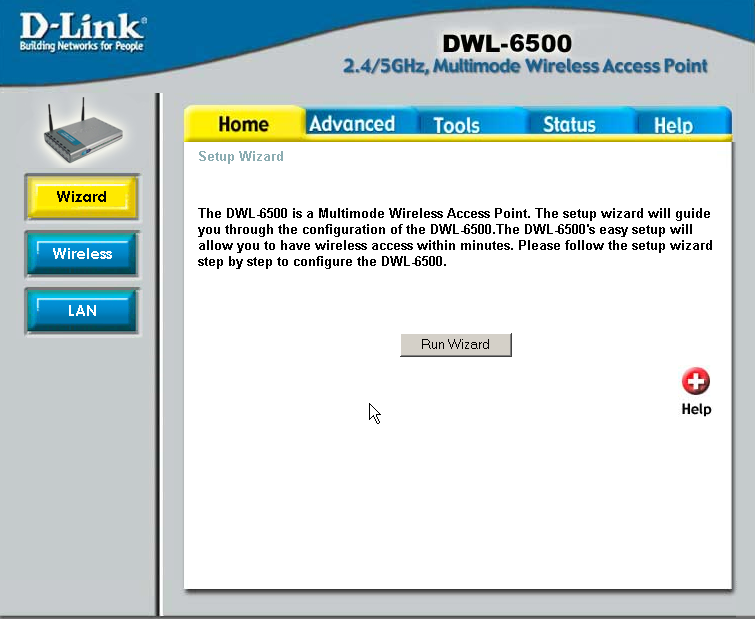 D-Link®
Building Networks for People
DWL-6500
2.4/5GHz, Multimode Wireless Access Point
Home
Advanced
Tools
Status
Help
Wizard
Wireless
LAN
Setup Wizard
The DWL-6500 is a Multimode Wireless Access Point. The setup wizard will guide
you through the configuration of the DWL-6500.The DWL-6500's easy setup will
allow you to have wireless access within minutes. Please follow the setup wizard
step by step to configure the DWL-6500.
Run Wizard
Help